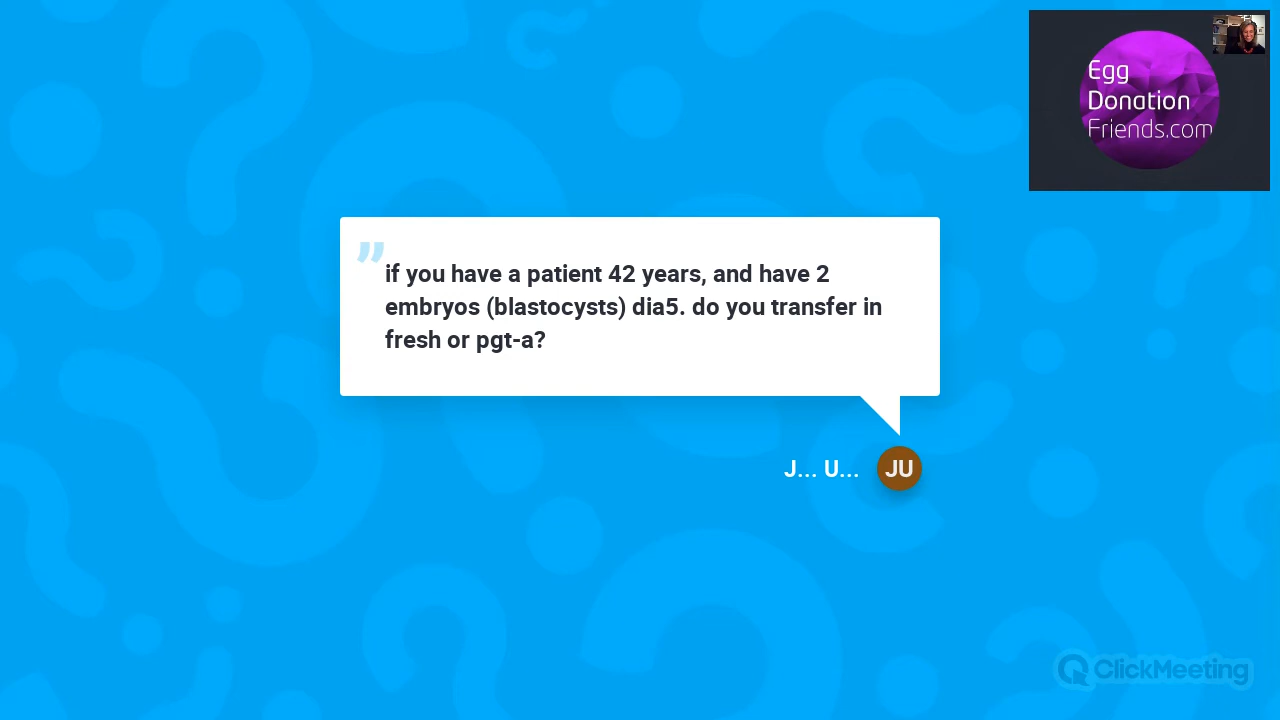 Egg
Donation
Friends.com
if you have a patient 42 years, and have 2
embryos (blastocysts) dia5. do you transfer in
fresh or pgt-a?
J... U...
JU
ClickMeeting